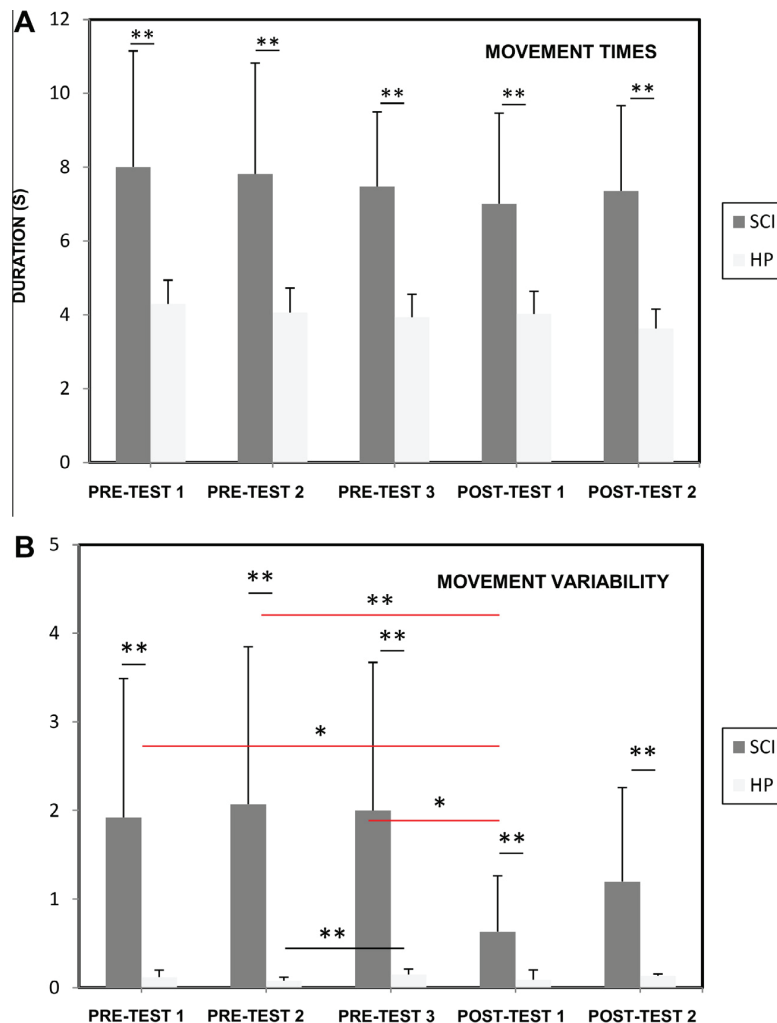 A
MOVEMENT TIMES
DURATION (S)
12
10
8
6
4
2
0
** ** ** ** **
PRE-TEST 1 PRE-TEST 2 PRE-TEST 3 POST-TEST 1 POST-TEST 2
SCI
HP
B
MOVEMENT VARIABILITY
5
4
3
2
1
0
**
**
**
**
*
**
*
**
**
PRE-TEST 1 PRE-TEST 2 PRE-TEST 3 POST-TEST 1 POST-TEST 2
SCI
HP